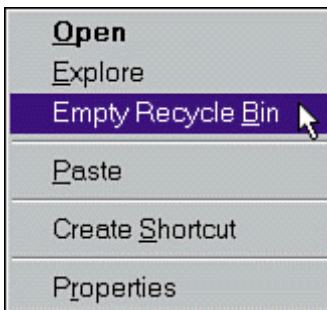 Open
Explore
Empty Recycle Bin
Paste
Create Shortcut
Properties